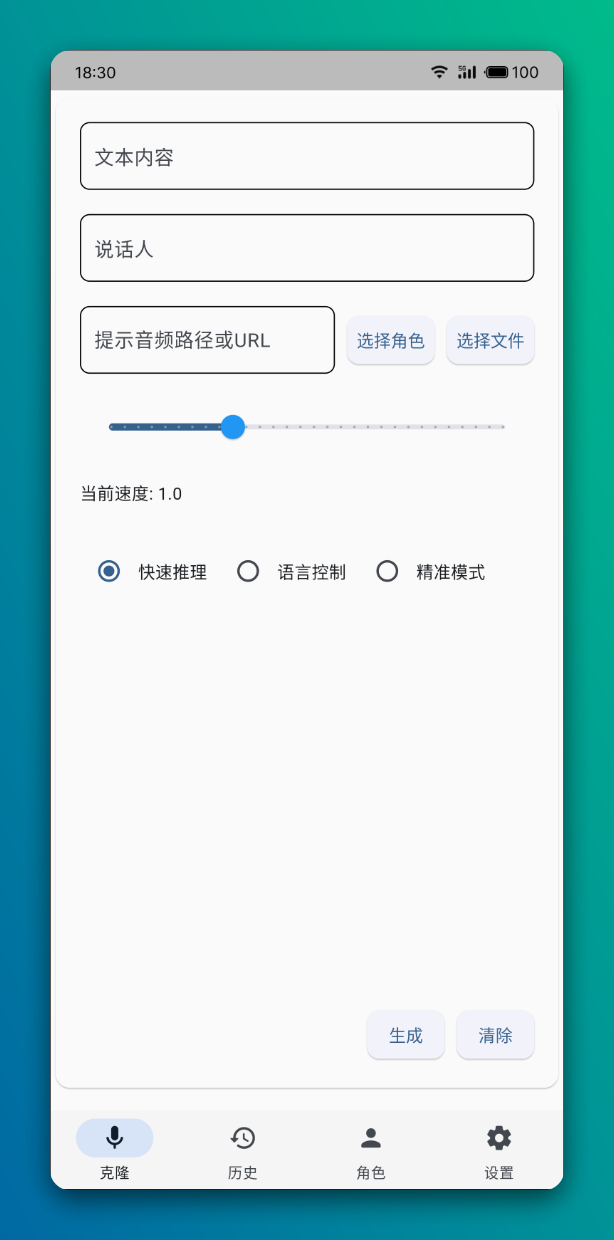 18:30 5G 100
文本内容
说话人
提示音频路径或URL 选择角色 选择文件
当前速度: 1.0
快速推理 语言控制 精准模式
生成 清除
克隆 历史 角色 设置